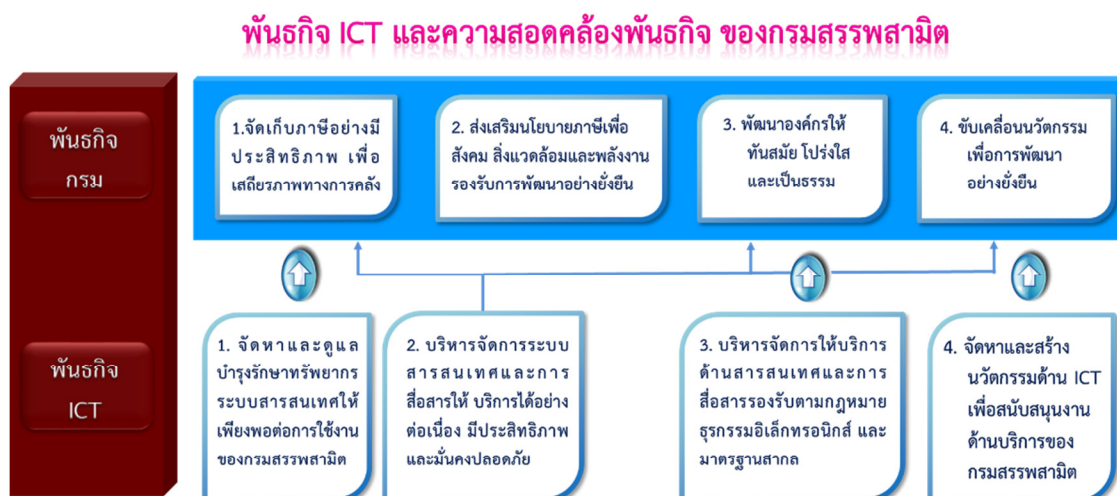 พันธกิจ ICT และความสอดคล้องพันธกิจ ของกรมสรรพสามิต
พันธกิจ
กรม
1.จัดเก็บภาษีอย่างมี
ประสิทธิภาพ เพื่อ
เสถียรภาพทางการคลัง
2. ส่งเสริมนโยบายภาษีเพื่อ
สังคม สิ่งแวดล้อมและพลังงาน
รองรับการพัฒนาอย่างยั่งยืน
3. พัฒนาองค์กรให้
ทันสมัย โปร่งใส
และเป็นธรรม
4. ขับเคลื่อนนวัตกรรม
เพื่อการพัฒนา
อย่างยั่งยืน
พันธกิจ
ICT
1. จัดหาและดูแล
บำรุงรักษาทรัพยากร
ระบบสารสนเทศให้
เพียงพอต่อการใช้งาน
ของกรมสรรพสามิต
2. บริหารจัดการระบบ
สารสนเทศและการ
สื่อสารให้ บริการได้อย่าง
ต่อเนื่อง มีประสิทธิภาพ
และมั่นคงปลอดภัย
3. บริหารจัดการให้บริการ
ด้านสารสนเทศและการ
สื่อสารรองรับตามกฎหมาย
ธุรกรรมอิเล็กทรอนิกส์ และ
มาตรฐานสากล
4. จัดหาและสร้าง
นวัตกรรมด้าน ICT
เพื่อสนับสนุนงาน
ด้านบริการของ
กรมสรรพสามิต